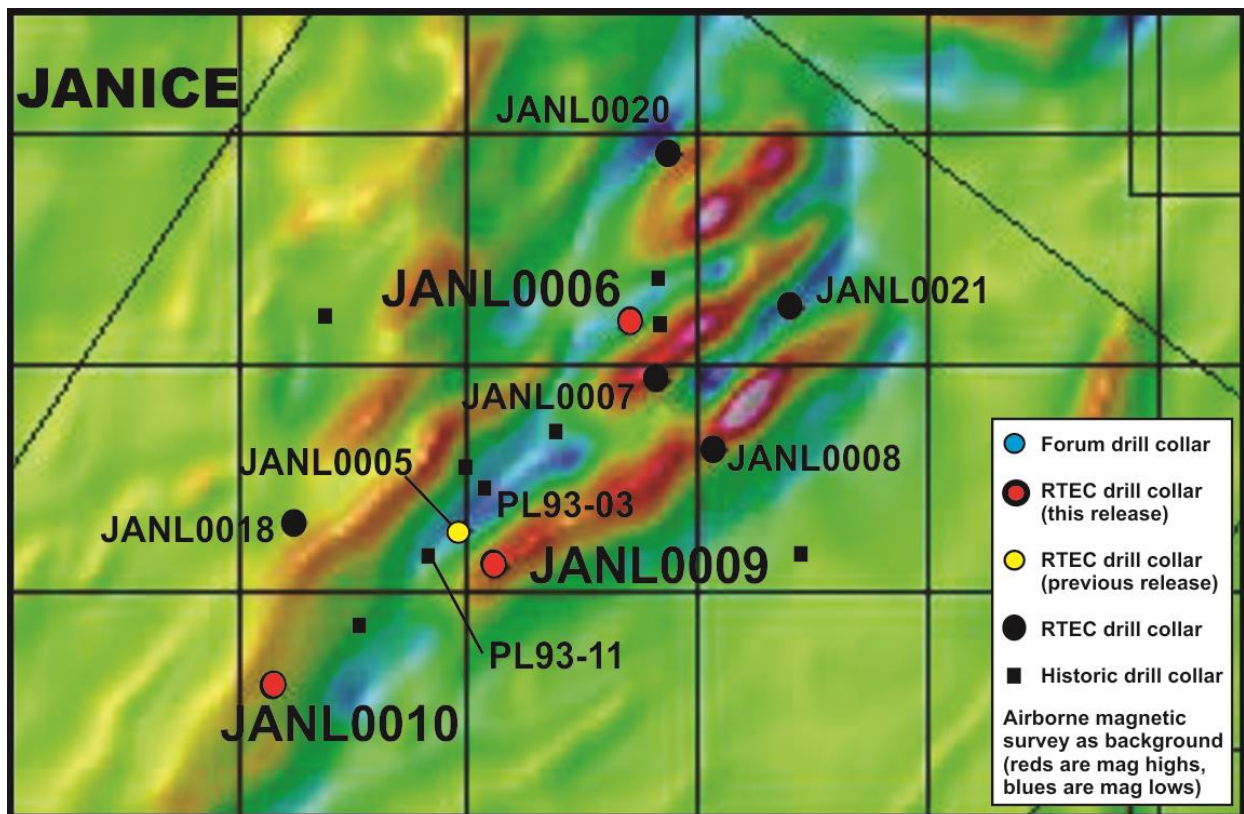 JANICE
JANL0020
JANL0006
JANL0021
JANL0007
JANL0005
JANL0008
PL93-03
JANL0018
JANL0009
PL93-11
JANL0010
Forum drill collar
RTEC drill collar
(this release)
RTEC drill collar
(previous release)
RTEC drill collar
Historic drill collar
Airborne magnetic
survey as background
(reds are mag highs,
blues are mag lows)